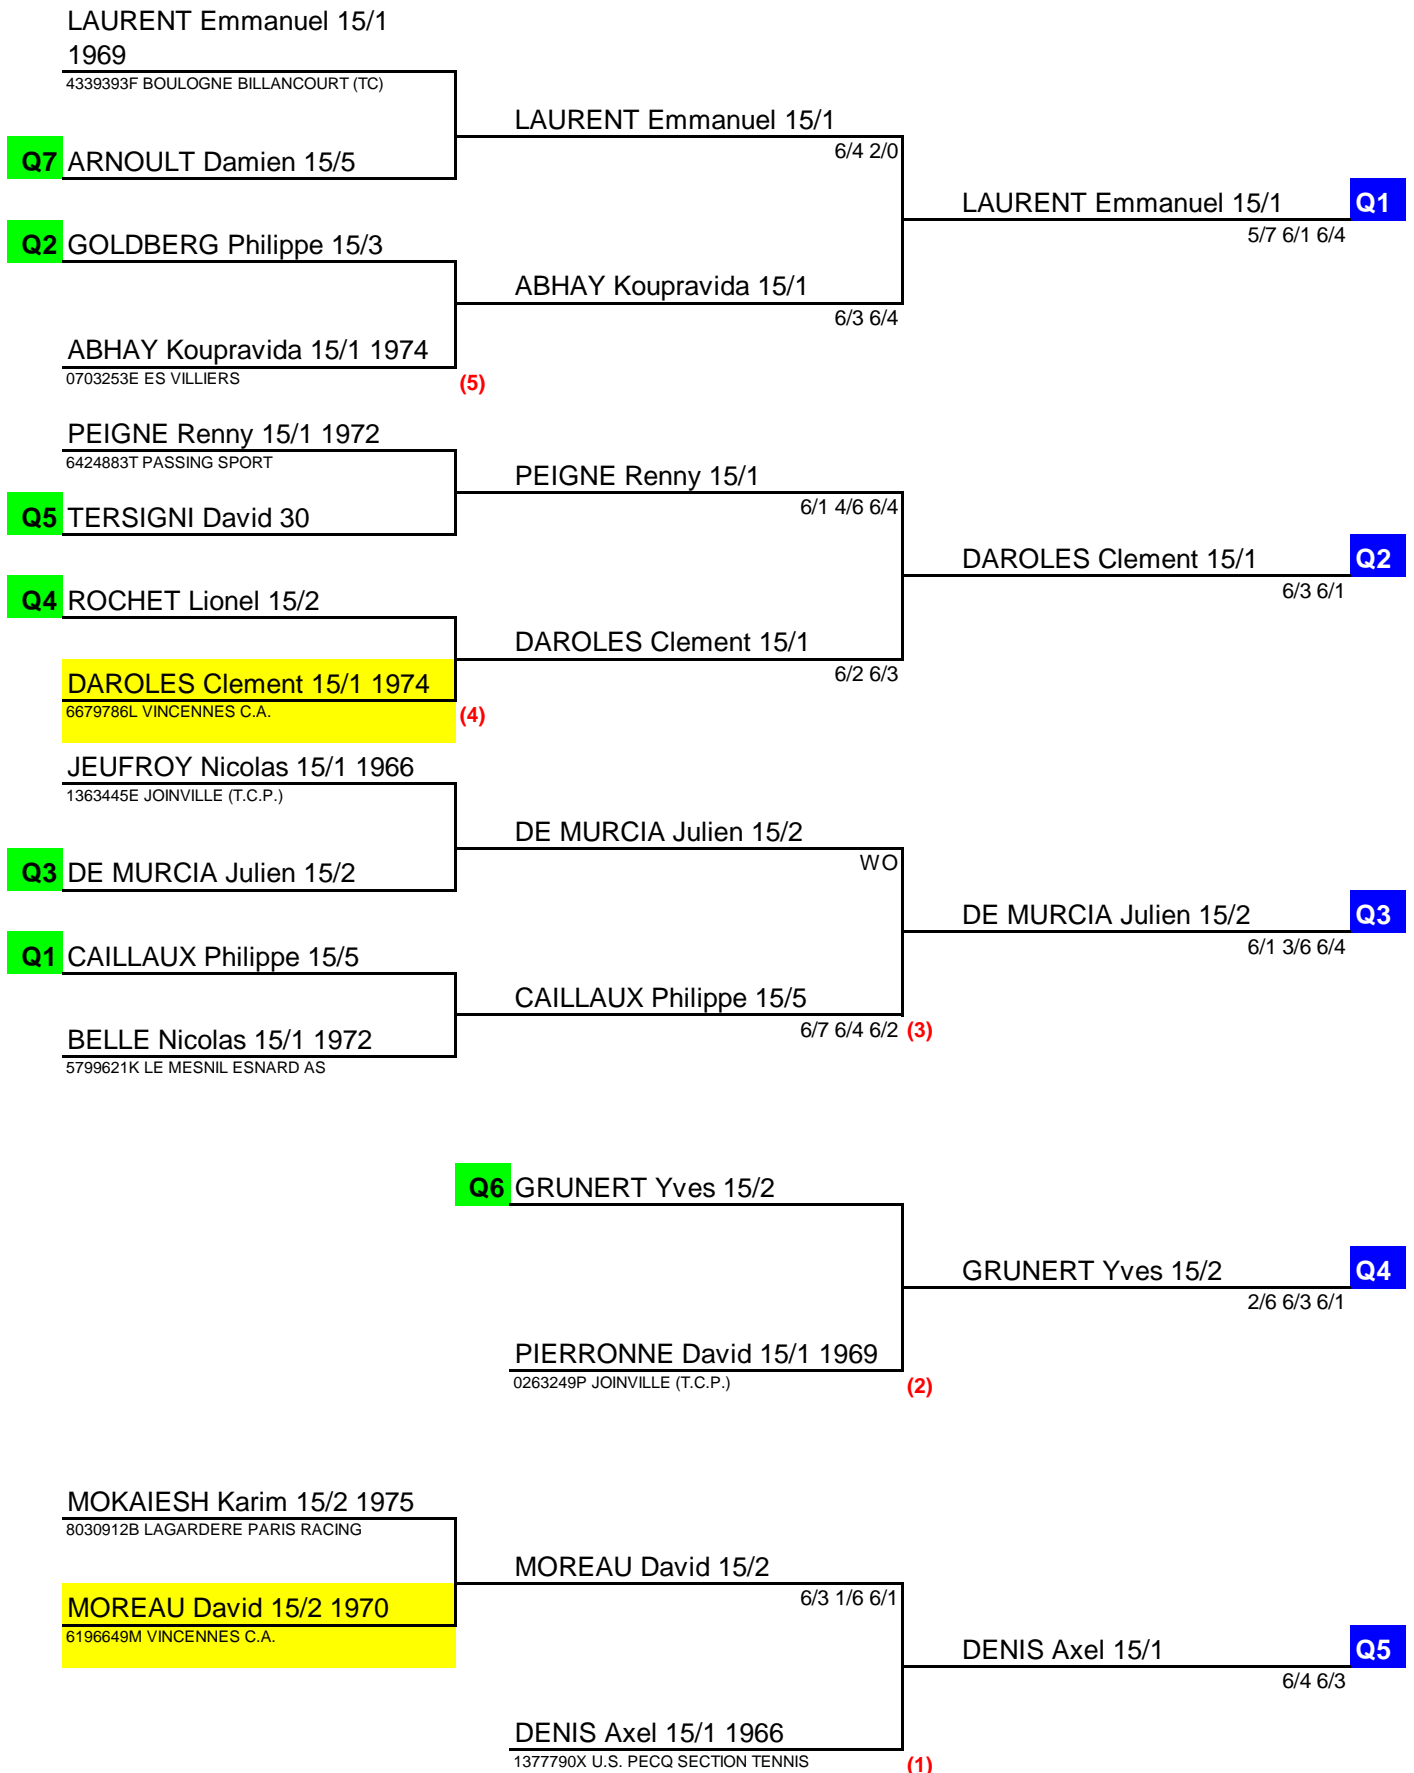 LAURENT Emmanuel 15/1
1969
4339393F BOULOGNE BILLANCOURT (TC)
LAURENT Emmanuel 15/1
6/4 2/0
Q7 ARNOULT Damien 15/5
LAURENT Emmanuel 15/1 Q1
5/7 6/1 6/4
Q2 GOLDBERG Philippe 15/3
ABHAY Koupravida 15/1
6/3 6/4
ABHAY Koupravida 15/1 1974
0703253E ES VILLIERS
(5)
PEIGNE Renny 15/1 1972
6424883T PASSING SPORT
PEIGNE Renny 15/1
6/1 4/6 6/4
Q5 TERSIGNI David 30
DAROLES Clement 15/1 Q2
6/3 6/1
Q4 ROCHET Lionel 15/2
DAROLES Clement 15/1
6/2 6/3
DAROLES Clement 15/1 1974
6679786L VINCENNES C.A.
(4)
JEUFROY Nicolas 15/1 1966
1363445E JOINVILLE (T.C.P.)
DE MURCIA Julien 15/2
WO
Q3 DE MURCIA Julien 15/2
DE MURCIA Julien 15/2 Q3
6/1 3/6 6/4
Q1 CAILLAUX Philippe 15/5
CAILLAUX Philippe 15/5
6/7 6/4 6/2 (3)
BELLE Nicolas 15/1 1972
5799621K LE MESNIL ESNARD AS
Q6 GRUNERT Yves 15/2
GRUNERT Yves 15/2 Q4
2/6 6/3 6/1
PIERRONNE David 15/1 1969
0263249P JOINVILLE (T.C.P.)
(2)
MOKAIESH Karim 15/2 1975
8030912B LAGARDERE PARIS RACING
MOREAU David 15/2
6/3 1/6 6/1
MOREAU David 15/2 1970
6196649M VINCENNES C.A.
DENIS Axel 15/1 Q5
6/4 6/3
DENIS Axel 15/1 1966
1377790X U.S. PECQ SECTION TENNIS
(1)